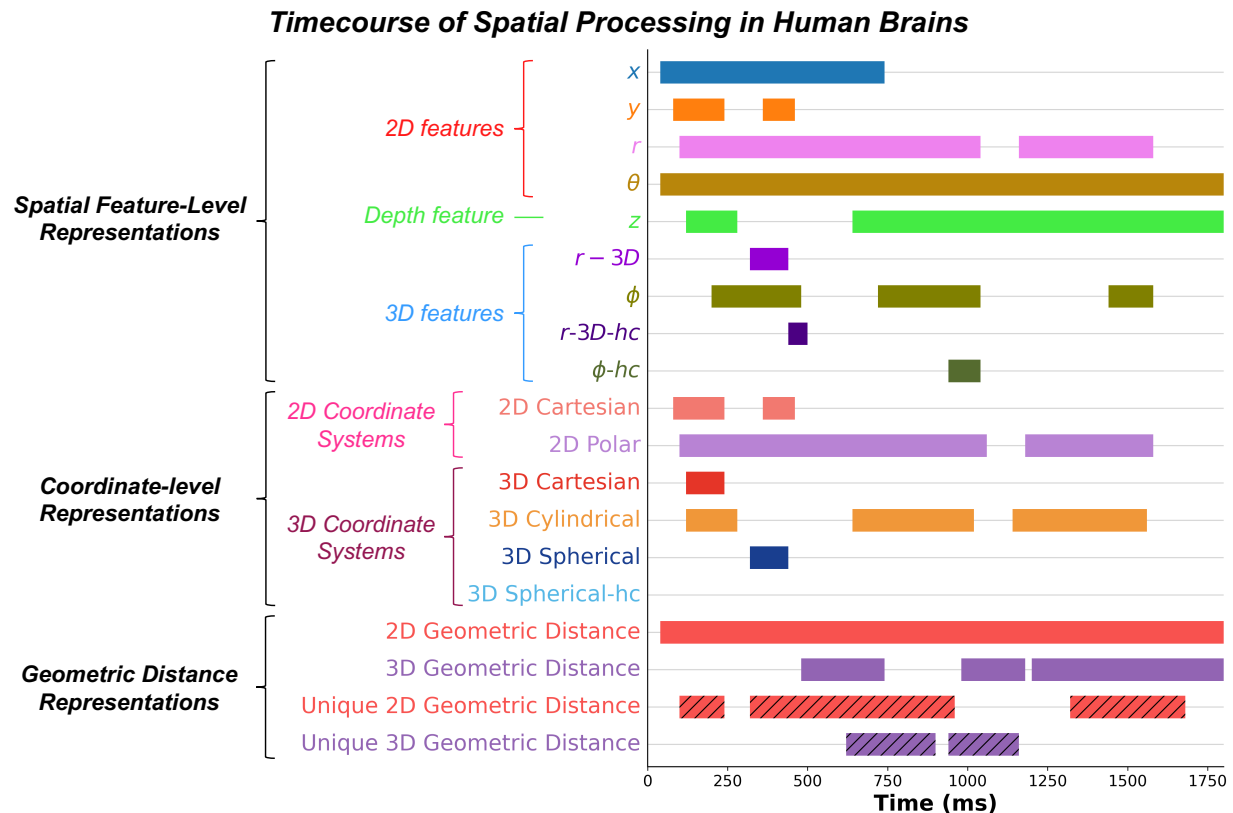 Timecourse of Spatial Processing in Human Brains
Spatial Feature-Level
Representations
2D features
Depth feature
3D features
x
y
r
θ
z
r − 3D
ϕ
r-3D-hc
ϕ-hc
Coordinate-level
Representations
2D Coordinate
Systems
3D Coordinate
Systems
2D Cartesian
2D Polar
3D Cartesian
3D Cylindrical
3D Spherical
3D Spherical-hc
Geometric Distance
Representations
2D Geometric Distance
3D Geometric Distance
Unique 2D Geometric Distance
Unique 3D Geometric Distance
0 250 500 750 1000 1250 1500 1750
Time (ms)